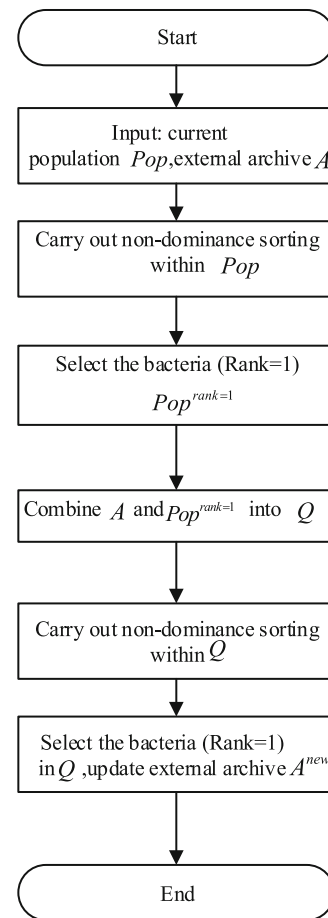 Start
Input: current
population Pop,external archive A
Carry out non-dominance sorting
within Pop
Select the bacteria (Rank=1)
Pop^{rank=1}
Combine A and Pop^{rank=1} into Q
Carry out non-dominance sorting
within Q
Select the bacteria (Rank=1)
in Q ,update external archive A^{new}
End